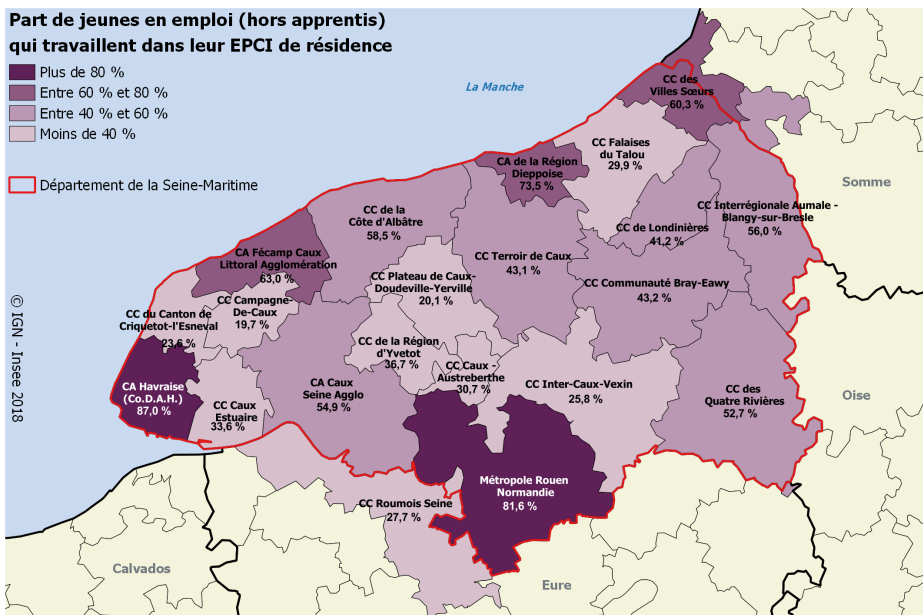 Part de jeunes en emploi (hors apprentis)
qui travaillent dans leur EPCI de résidence
Plus de 80 %
Entre 60 % et 80 %
Entre 40 % et 60 %
Moins de 40 %
Département de la Seine-Maritime
La Manche
CC des
Villes Sœurs
60,3 %
CC Falaises
du Talou
29,9 %
CA de la Région
Dieppoise
73,5 %
Somme
CC de la
Côte d'Albâtre
58,5 %
CC Interrégionale Aumale -
Blangy-sur-Bresle
56,0 %
CC de Londinières
41,2 %
CA Fécamp Caux
Littoral Agglomération
63,0 %
CC Terroir de Caux
43,1 %
CC Plateau de Caux-
Doudeville-Yerville
20,1 %
CC Communauté Bray-Eawy
43,2 %
CC Campagne-
De-Caux
19,7 %
CC du Canton de
Criquetot-l'Esneval
23,6 %
CC de la Région
d'Yvetot
36,7 %
CC Caux -
Austreberthe
30,7 %
CA Havraise
(Co.D.A.H.)
87,0 %
CA Caux
Seine Agglo
54,9 %
CC Inter-Caux-Vexin
25,8 %
CC des
Quatre Rivières
52,7 %
Oise
CC Caux
Estuaire
33,6 %
Métropole Rouen
Normandie
81,6 %
CC Roumois Seine
27,7 %
Calvados
Eure
© IGN - Insee 2018